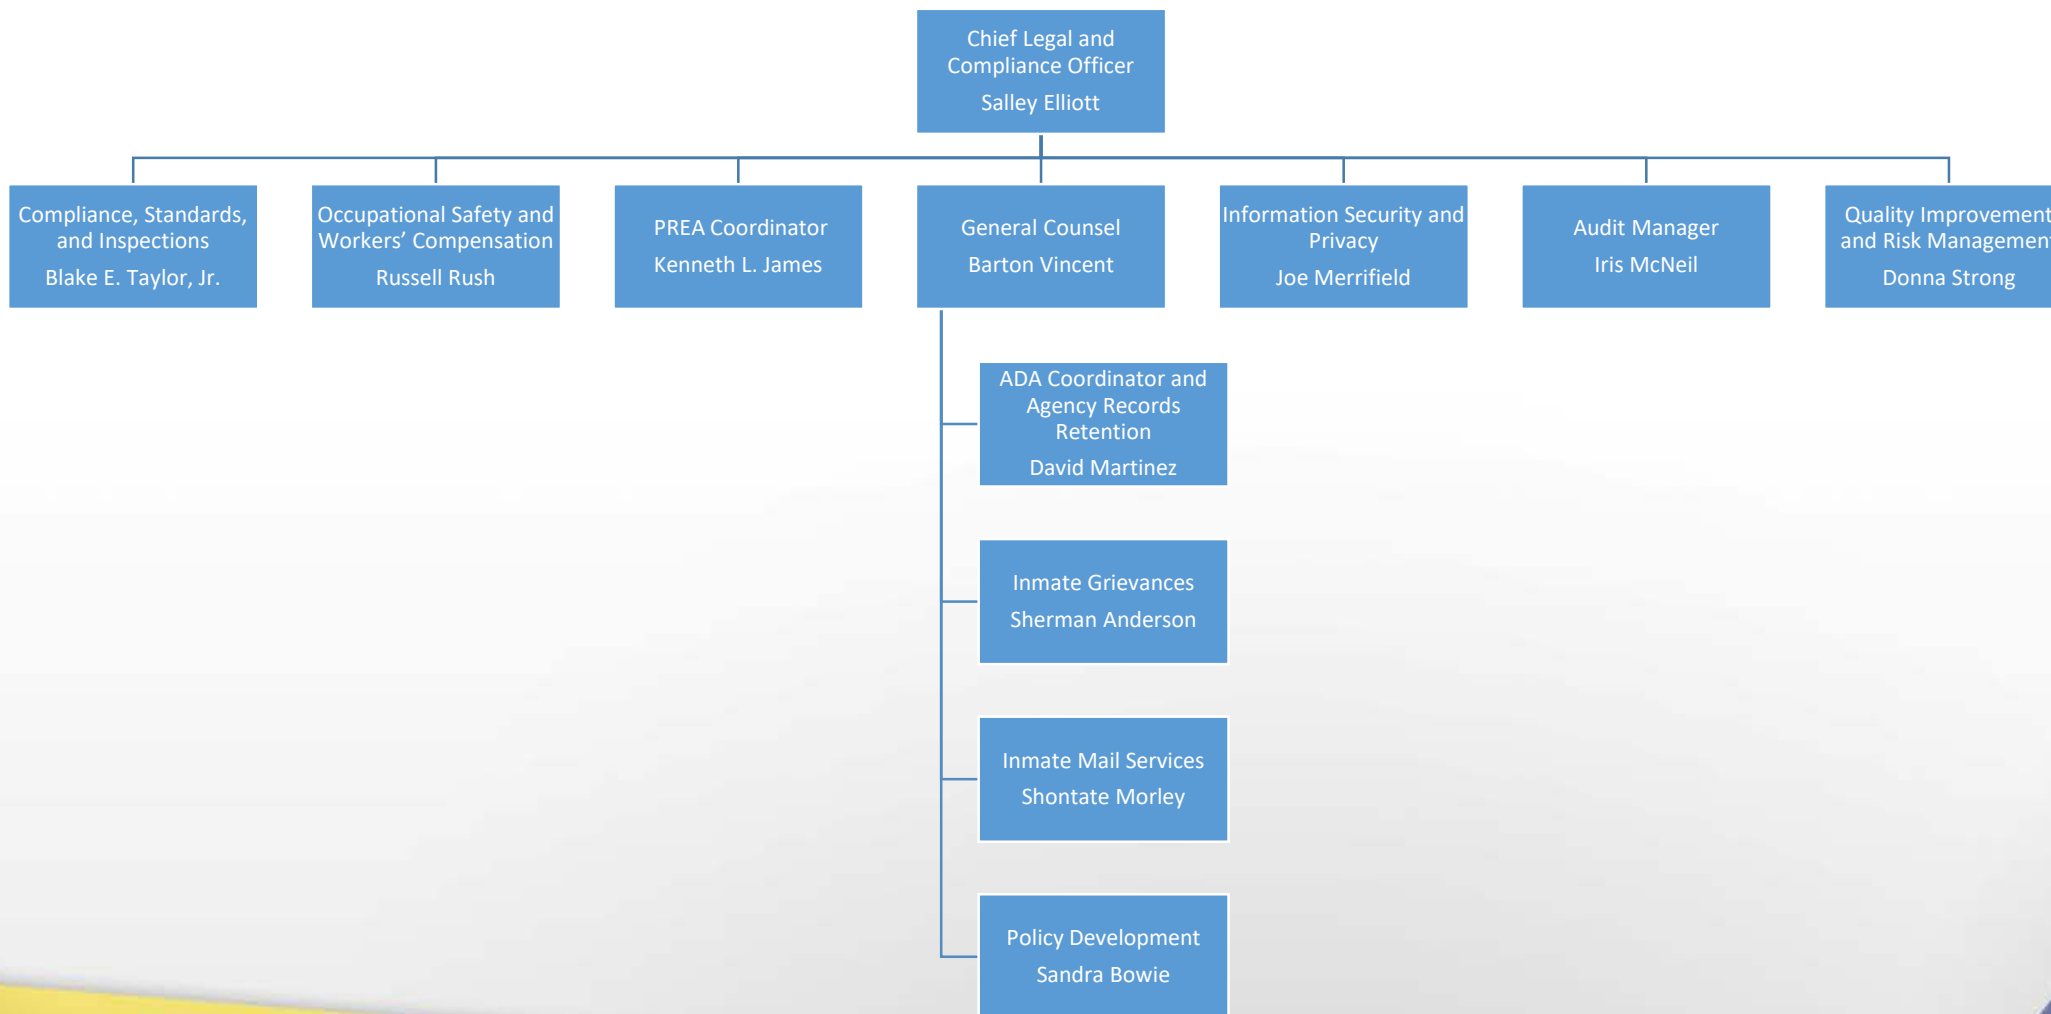 Chief Legal and
Compliance Officer
Salley Elliott
Compliance, Standards,
and Inspections
Blake E. Taylor, Jr.
Occupational Safety and
Workers’ Compensation
Russell Rush
PREA Coordinator
Kenneth L. James
General Counsel
Barton Vincent
Information Security and
Privacy
Joe Merrifield
Audit Manager
Iris McNeil
Quality Improvement
and Risk Management
Donna Strong
ADA Coordinator and
Agency Records
Retention
David Martinez
Inmate Grievances
Sherman Anderson
Inmate Mail Services
Shontate Morley
Policy Development
Sandra Bowie